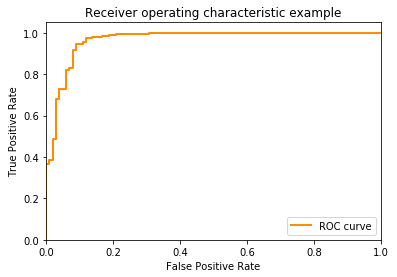 Receiver operating characteristic example
1.0
0.8
0.6
0.4
0.2
0.0
True Positive Rate
ROC curve
0.0 0.2 0.4 0.6 0.8 1.0
False Positive Rate